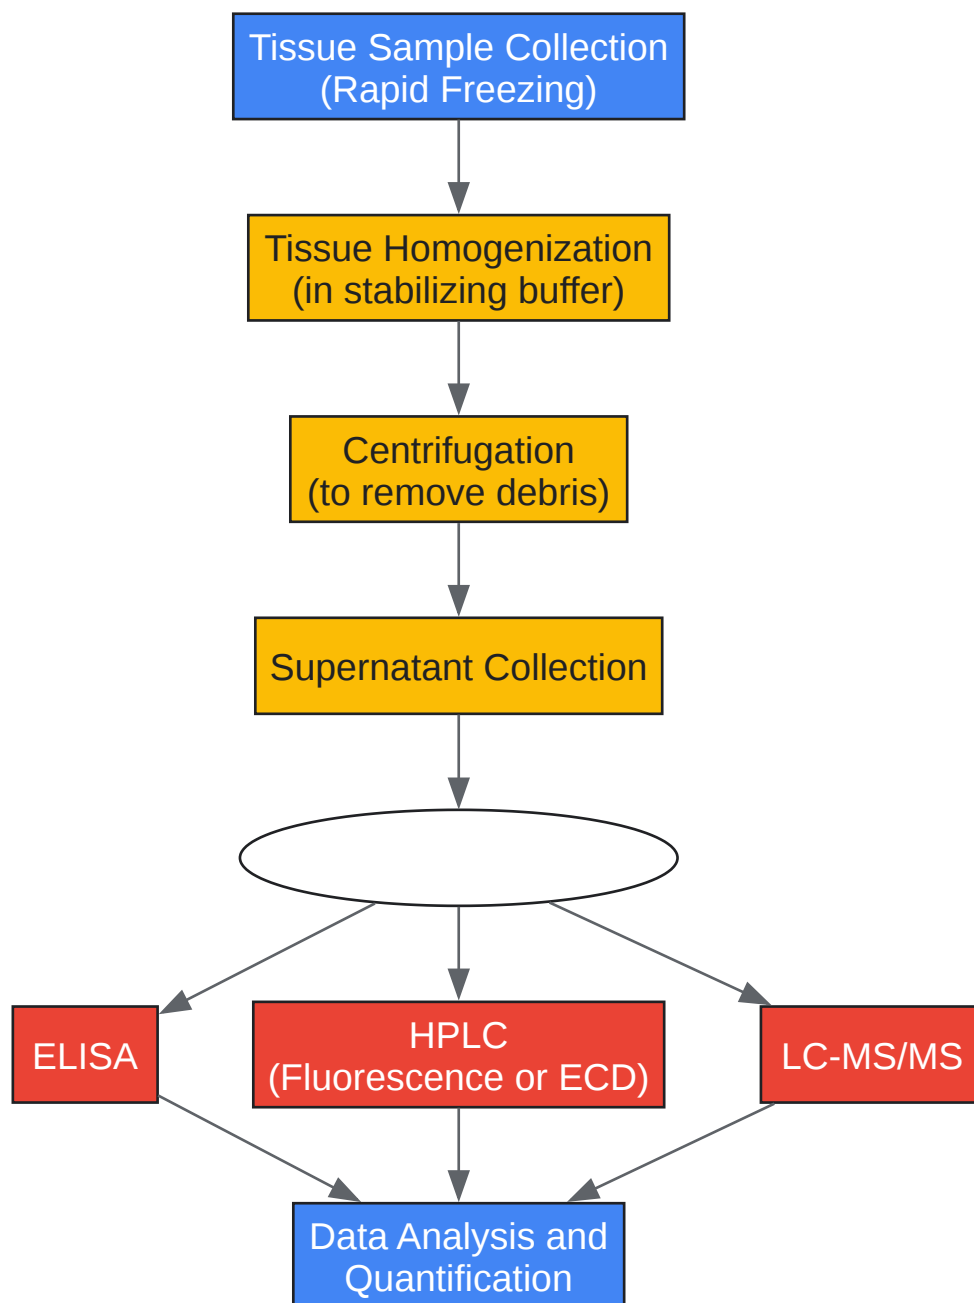 Tissue Sample Collection
(Rapid Freezing)
Tissue Homogenization
(in stabilizing buffer)
Centrifugation
(to remove debris)
Supernatant Collection
ELISA
HPLC
(Fluorescence or ECD)
LC-MS/MS
Data Analysis and
Quantification